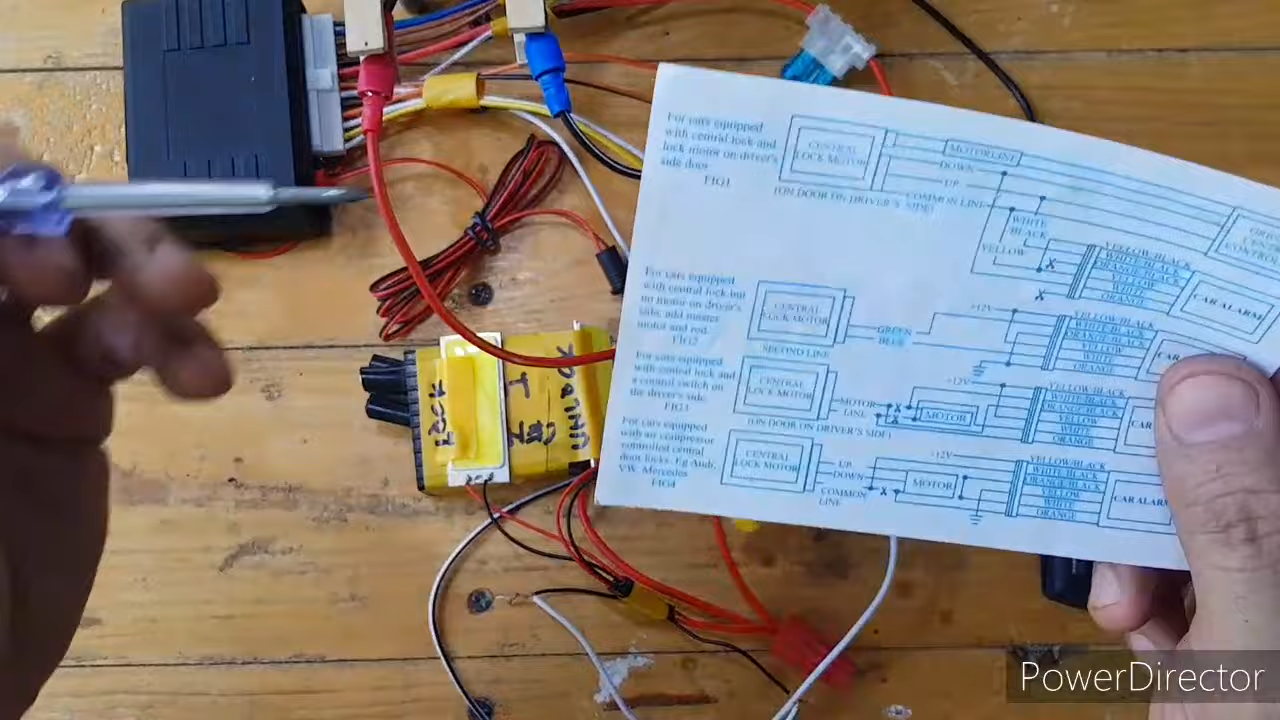 For cars equipped
with central lock and
lock motor on driver's
side door
FIG1
CENTRAL
LOCK MOTOR
(ON DOOR ON DRIVER'S SIDE)
MOTOR LINE
DOWN
UP
COMMON LINE
WHITE
BLACK
YELLOW
YELLOW/BLACK
WHITE/BLACK
ORANGE/BLACK
YELLOW
WHITE
ORANGE
CAR ALARM
For cars equipped
with central lock but
no motor on driver's
side, add master
motor and red.
FIG2
CENTRAL
LOCK MOTOR
SECOND LINE
GREEN
BLUE
+12V
YELLOW/BLACK
WHITE/BLACK
ORANGE/BLACK
YELLOW
WHITE
ORANGE
For cars equipped
with central lock and
a control switch on
the driver's side.
FIG3
CENTRAL
LOCK MOTOR
(ON DOOR ON DRIVER'S SIDE)
MOTOR
LINE
+12V
MOTOR
YELLOW/BLACK
WHITE/BLACK
ORANGE/BLACK
YELLOW
WHITE
ORANGE
For cars equipped
with air compressor
controlled central
door locks. Eg Audi,
VW, Mercedes
FIG4
CENTRAL
LOCK MOTOR
UP
DOWN
COMMON
LINE
+12V
MOTOR
YELLOW/BLACK
WHITE/BLACK
ORANGE/BLACK
YELLOW
WHITE
ORANGE
CAR ALARM
PowerDirector